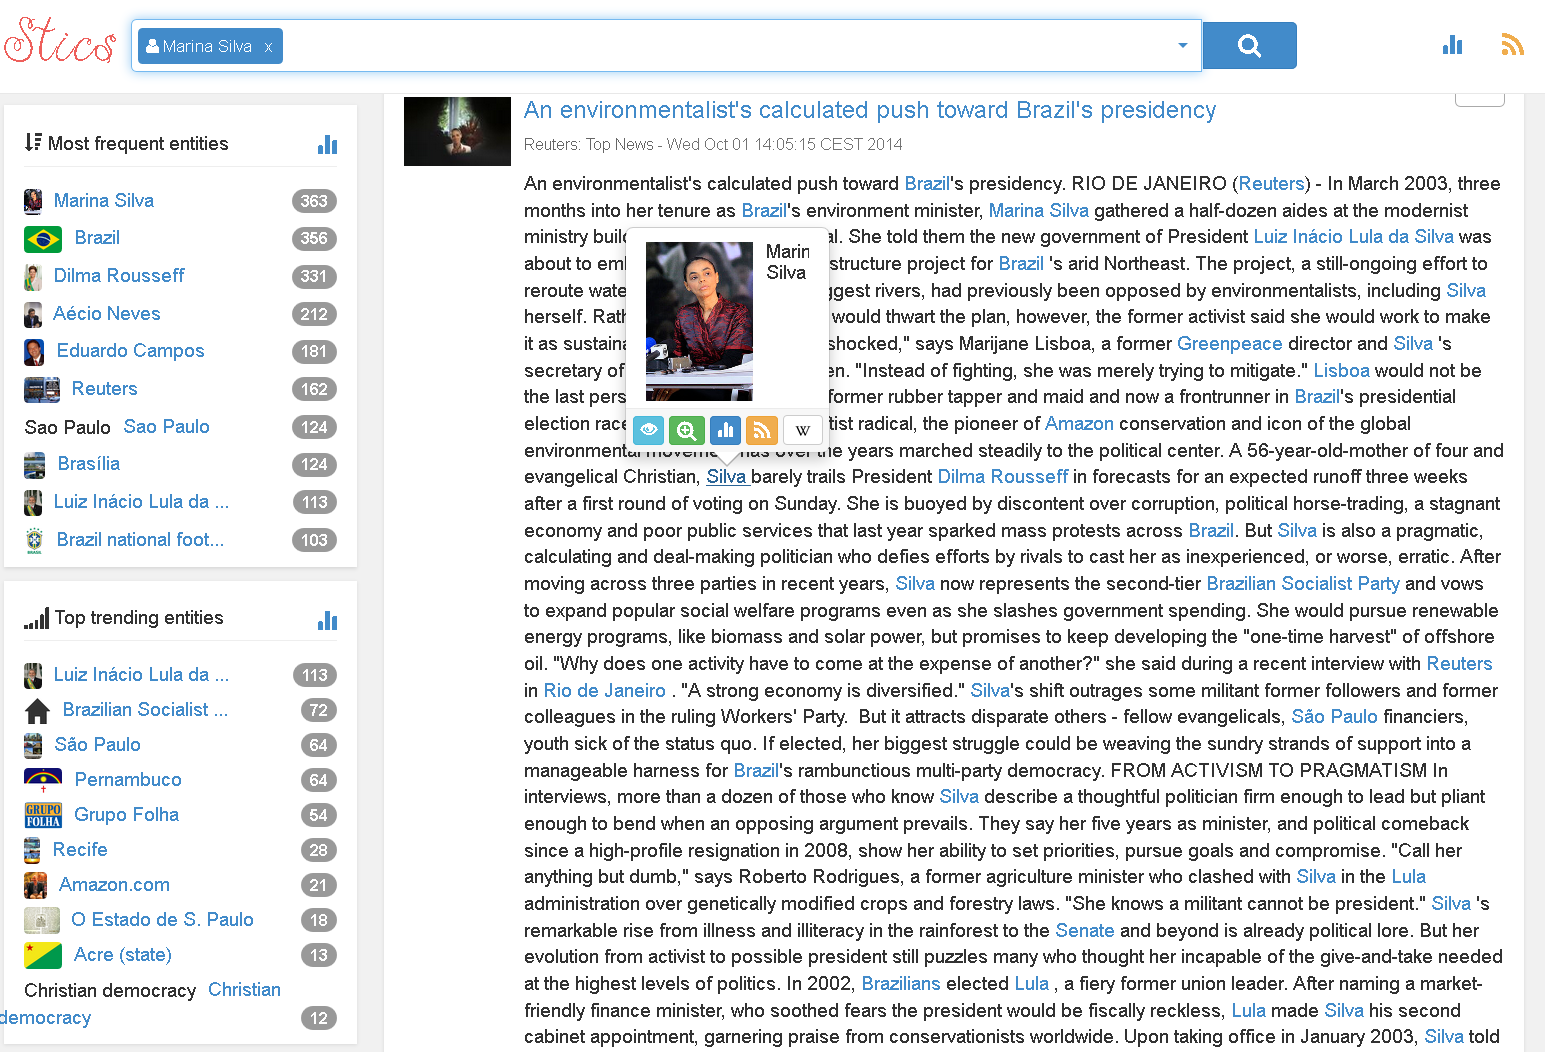 Stics
Marina Silva x
Most frequent entities
Marina Silva 363
Brazil 356
Dilma Rousseff 331
Aécio Neves 212
Eduardo Campos 181
Reuters 162
Sao Paulo Sao Paulo 124
Brasília 124
Luiz Inácio Lula da ... 113
Brazil national foot... 103
Top trending entities
Luiz Inácio Lula da ... 113
Brazilian Socialist ... 72
São Paulo 64
Pernambuco 64
GRUPO FOLHA Grupo Folha 54
Recife 28
Amazon.com 21
O Estado de S. Paulo 18
Acre (state) 13
Christian democracy Christian
democracy 12
An environmentalist's calculated push toward Brazil's presidency
Reuters: Top News - Wed Oct 01 14:05:15 CEST 2014
An environmentalist's calculated push toward Brazil's presidency. RIO DE JANEIRO (Reuters) - In March 2003, three
months into her tenure as Brazil's environment minister, Marina Silva gathered a half-dozen aides at the modernist
ministry buil al. She told them the new government of President Luiz Inácio Lula da Silva was
about to em structure project for Brazil 's arid Northeast. The project, a still-ongoing effort to
reroute wate ggest rivers, had previously been opposed by environmentalists, including Silva
herself. Rath would thwart the plan, however, the former activist said she would work to make
it as sustaina shocked," says Marijane Lisboa, a former Greenpeace director and Silva 's
secretary of en. "Instead of fighting, she was merely trying to mitigate." Lisboa would not be
the last pers former rubber tapper and maid and now a frontrunner in Brazil's presidential
election race tist radical, the pioneer of Amazon conservation and icon of the global
environmental movement has over the years marched steadily to the political center. A 56-year-old-mother of four and
evangelical Christian, Silva barely trails President Dilma Rousseff in forecasts for an expected runoff three weeks
after a first round of voting on Sunday. She is buoyed by discontent over corruption, political horse-trading, a stagnant
economy and poor public services that last year sparked mass protests across Brazil. But Silva is also a pragmatic,
calculating and deal-making politician who defies efforts by rivals to cast her as inexperienced, or worse, erratic. After
moving across three parties in recent years, Silva now represents the second-tier Brazilian Socialist Party and vows
to expand popular social welfare programs even as she slashes government spending. She would pursue renewable
energy programs, like biomass and solar power, but promises to keep developing the "one-time harvest" of offshore
oil. "Why does one activity have to come at the expense of another?" she said during a recent interview with Reuters
in Rio de Janeiro . "A strong economy is diversified." Silva's shift outrages some militant former followers and former
colleagues in the ruling Workers' Party. But it attracts disparate others - fellow evangelicals, São Paulo financiers,
youth sick of the status quo. If elected, her biggest struggle could be weaving the sundry strands of support into a
manageable harness for Brazil's rambunctious multi-party democracy. FROM ACTIVISM TO PRAGMATISM In
interviews, more than a dozen of those who know Silva describe a thoughtful politician firm enough to lead but pliant
enough to bend when an opposing argument prevails. They say her five years as minister, and political comeback
since a high-profile resignation in 2008, show her ability to set priorities, pursue goals and compromise. "Call her
anything but dumb," says Roberto Rodrigues, a former agriculture minister who clashed with Silva in the Lula
administration over genetically modified crops and forestry laws. "She knows a militant cannot be president." Silva 's
remarkable rise from illness and illiteracy in the rainforest to the Senate and beyond is already political lore. But her
evolution from activist to possible president still puzzles many who thought her incapable of the give-and-take needed
at the highest levels of politics. In 2002, Brazilians elected Lula , a fiery former union leader. After naming a market-
friendly finance minister, who soothed fears the president would be fiscally reckless, Lula made Silva his second
cabinet appointment, garnering praise from conservationists worldwide. Upon taking office in January 2003, Silva told
Marin
Silva
W